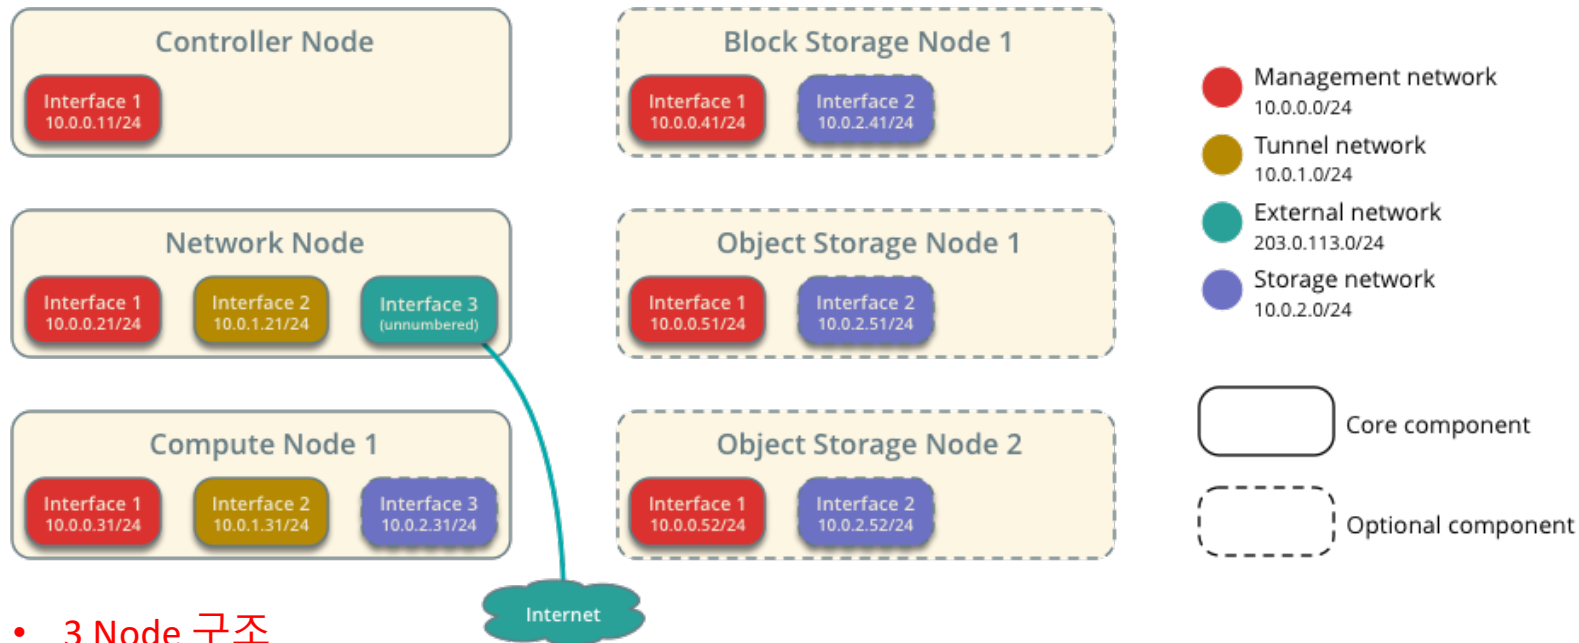 Controller Node
Interface 1
10.0.0.11/24
Network Node
Interface 1
10.0.0.21/24
Interface 2
10.0.1.21/24
Interface 3
(unnumbered)
Compute Node 1
Interface 1
10.0.0.31/24
Interface 2
10.0.1.31/24
Interface 3
10.0.2.31/24
Internet
Block Storage Node 1
Interface 1
10.0.0.41/24
Interface 2
10.0.2.41/24
Object Storage Node 1
Interface 1
10.0.0.51/24
Interface 2
10.0.2.51/24
Object Storage Node 2
Interface 1
10.0.0.52/24
Interface 2
10.0.2.52/24
Management network
10.0.0.0/24
Tunnel network
10.0.1.0/24
External network
203.0.113.0/24
Storage network
10.0.2.0/24
Core component
Optional component
• 3 Node 구조